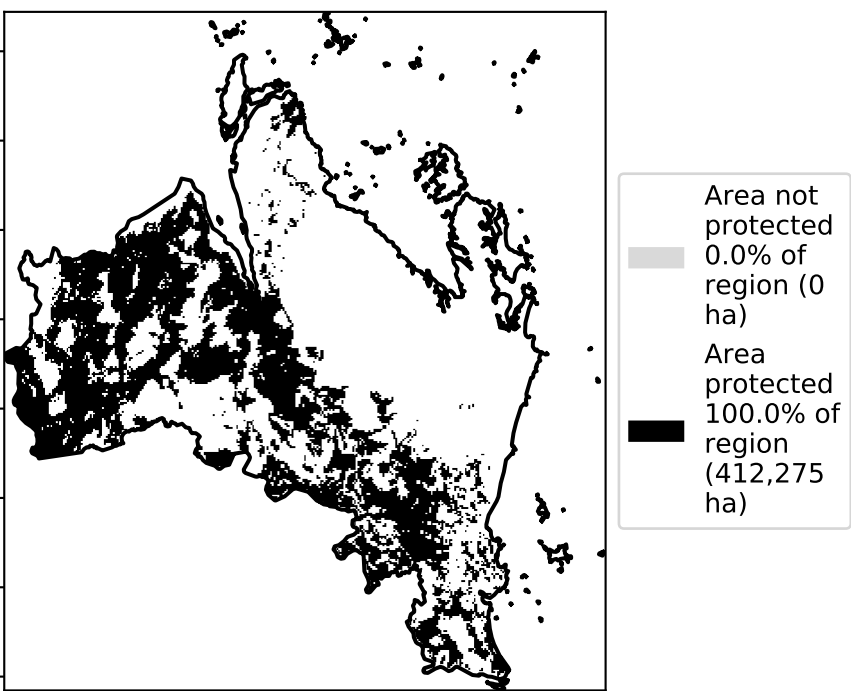 Area not
protected
0.0% of
region (0
ha)
Area
protected
100.0% of
region
(412,275
ha)